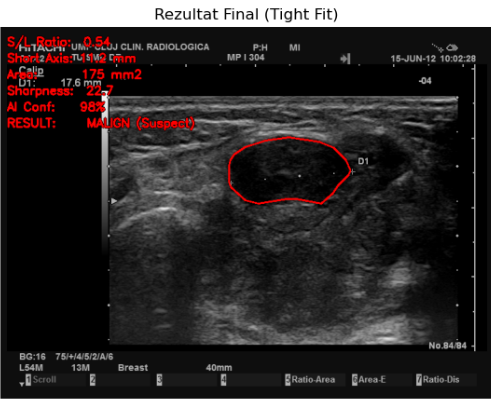 Rezultat Final (Tight Fit)
S/L Ratio: 0.54
HITACHI UMF CLUJ CLIN. RADIOLOGICA P:H MI
Short Axis: mm
MP I 304 15-JUN-12 10:02:28
Calip
Area: 175 mm2
D1: 17.6 mm -04
Sharpness: 22.7
AI Conf: 98%
RESULT: MALIGN (Suspect)
D1
No.84/84
BG:16 75/+/4/5/2/A/6
L54M 13M Breast 40mm
1 Scroll 2 3 4 5 Ratio-Area 6 Area-E 7 Ratio-Dis